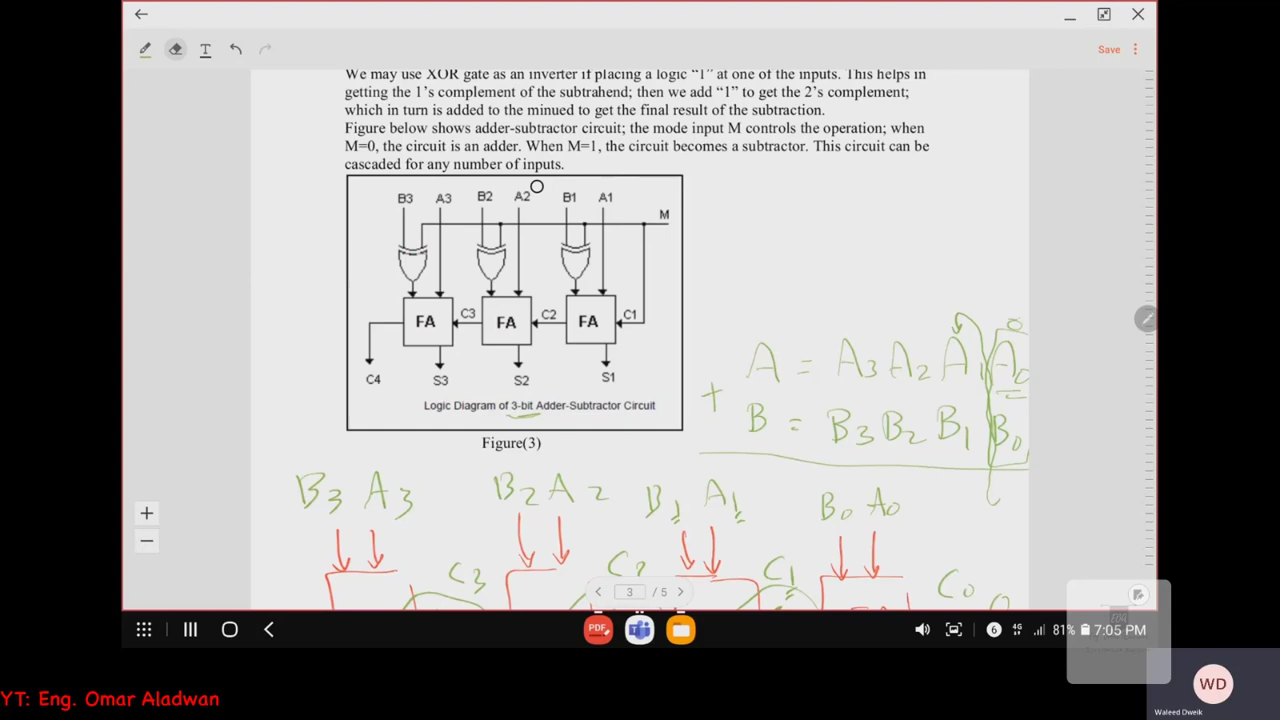 Save
We may use XOR gate as an inverter if placing a logic “1” at one of the inputs. This helps in
getting the 1’s complement of the subtrahend; then we add “1” to get the 2’s complement;
which in turn is added to the minued to get the final result of the subtraction.
Figure below shows adder-subtractor circuit; the mode input M controls the operation; when
M=0, the circuit is an adder. When M=1, the circuit becomes a subtractor. This circuit can be
cascaded for any number of inputs.
B3 A3 B2 A2 B1 A1
M
FA C3 FA C2 FA C1
C4 S3 S2 S1
Logic Diagram of 3-bit Adder-Subtractor Circuit
Figure(3)
0
A = A3 A2 A1 A0
+
B = B3 B2 B1 B0
B3 A3 B2 A2 B1 A1 B0 A0
C3 C2 C1 C0
3 / 5
PDF
6 4G 81% 7:05 PM
WD
Waleed Dweik
YT: Eng. Omar Aladwan